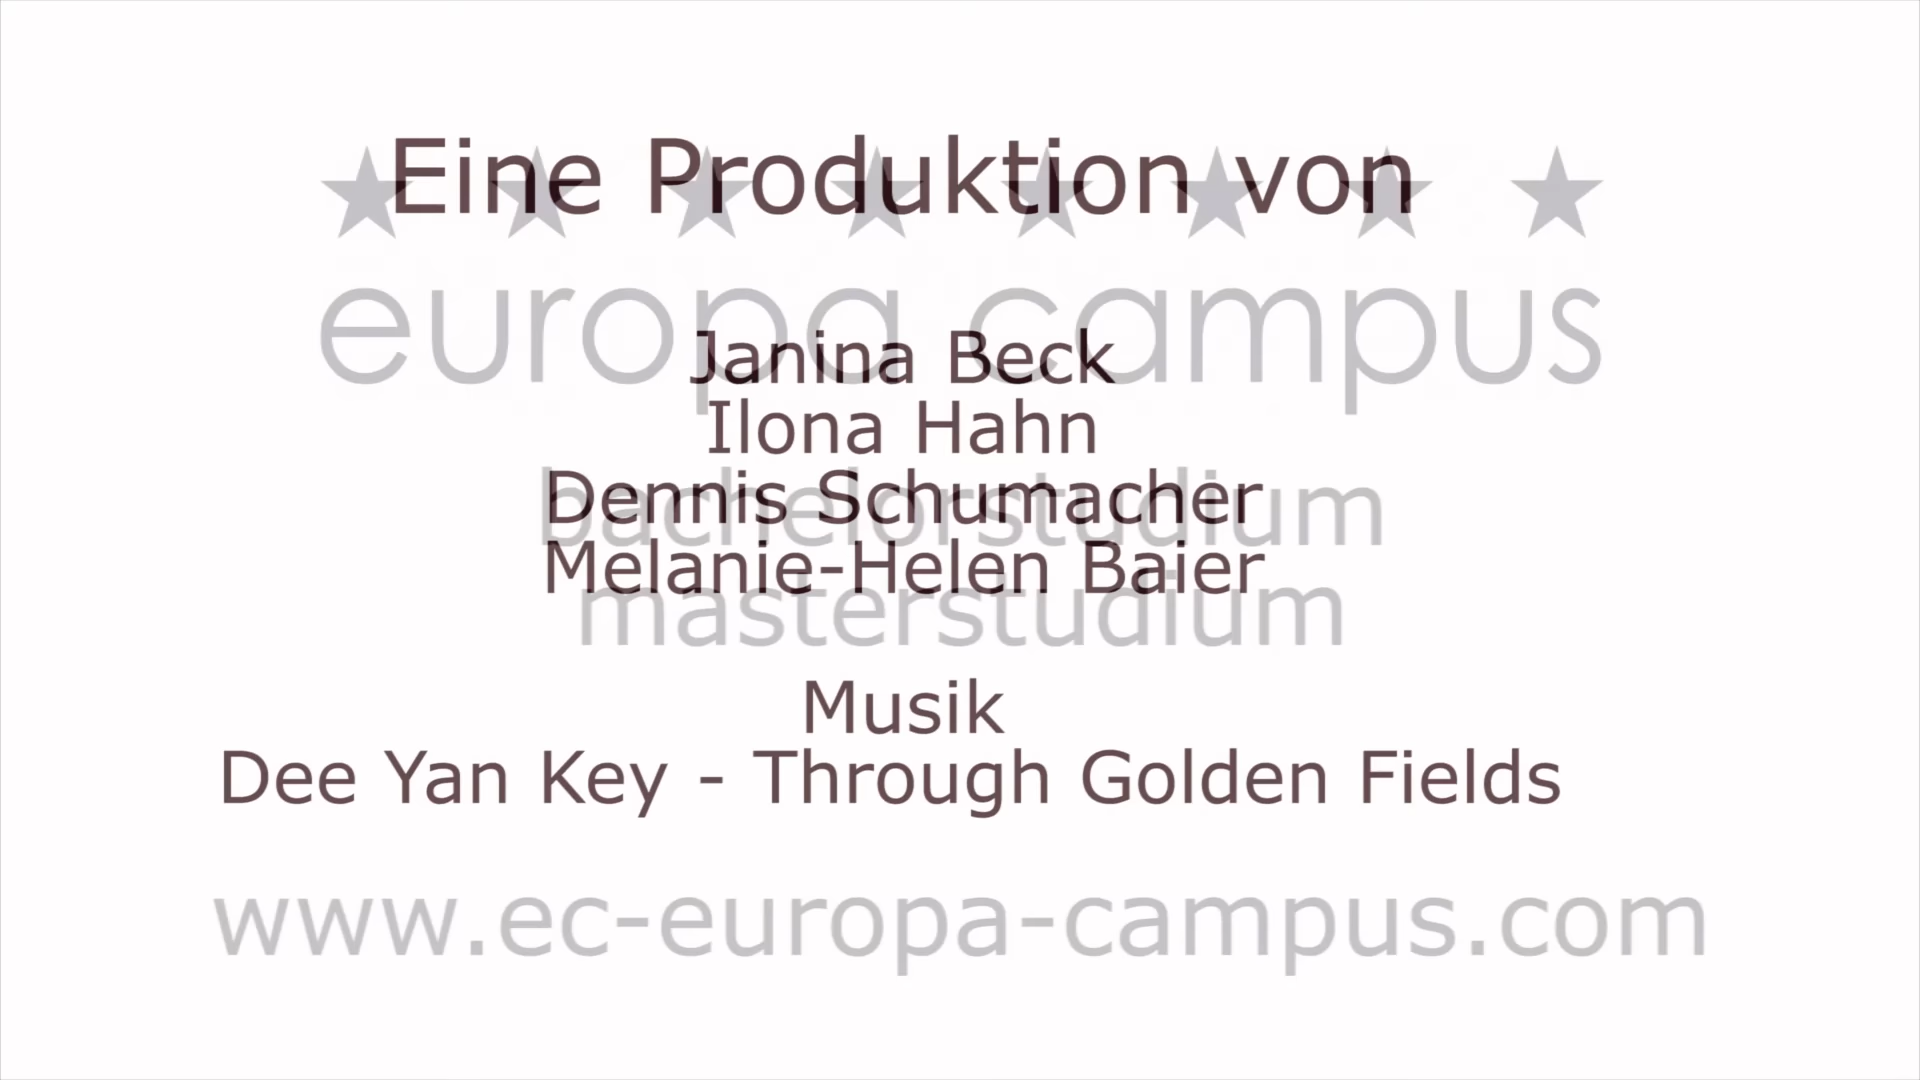 Eine Produktion von
europa campus
Janina Beck
Ilona Hahn
Dennis Schumacher
bachelorstudium
Melanie-Helen Baier
masterstudium
Musik
Dee Yan Key - Through Golden Fields
www.ec-europa-campus.com